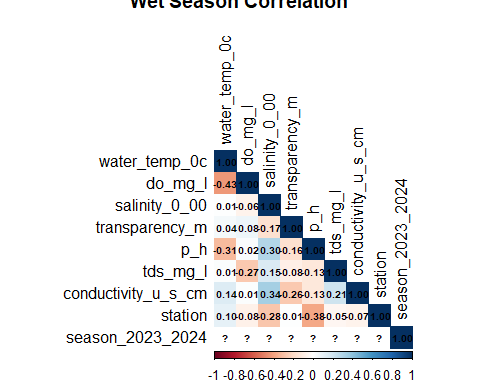 Wet Season Correlation
water_temp_0c
do_mg_l
salinity_0_00
transparency_m
p_h
tds_mg_l
conductivity_u_s_cm
station
season_2023_2024
water_temp_0c 1.00
do_mg_l -0.43 1.00
salinity_0_00 0.01 -0.06 1.00
transparency_m 0.04 -0.08 -0.17 1.00
p_h -0.31 0.02 0.30 -0.16 1.00
tds_mg_l 0.01 -0.27 0.15 -0.08 -0.13 1.00
conductivity_u_s_cm 0.14 0.01 0.34 -0.26 -0.13 0.21 1.00
station 0.10 -0.08 -0.28 0.01 -0.38 -0.05 -0.07 1.00
season_2023_2024 ? ? ? ? ? ? ? ? 1.00
-1 -0.8 -0.6 -0.4 -0.2 0 0.2 0.4 0.6 0.8 1